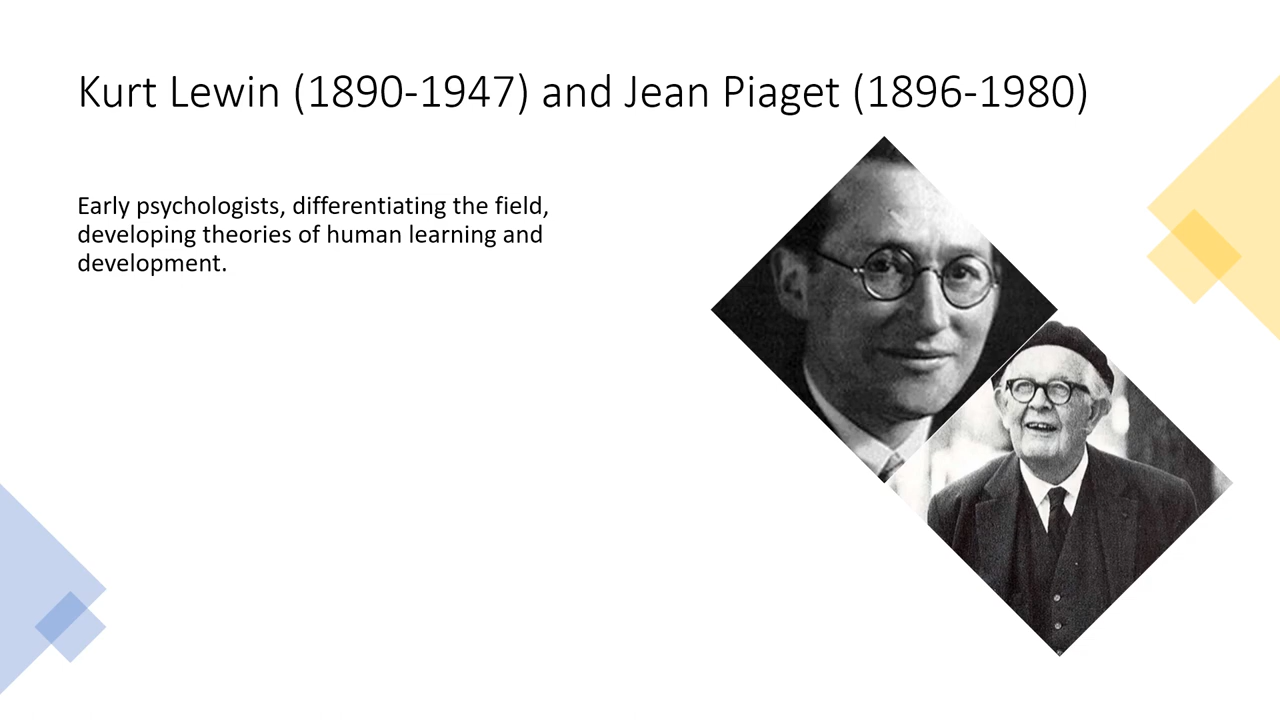 Kurt Lewin (1890-1947) and Jean Piaget (1896-1980)
Early psychologists, differentiating the field,
developing theories of human learning and
development.